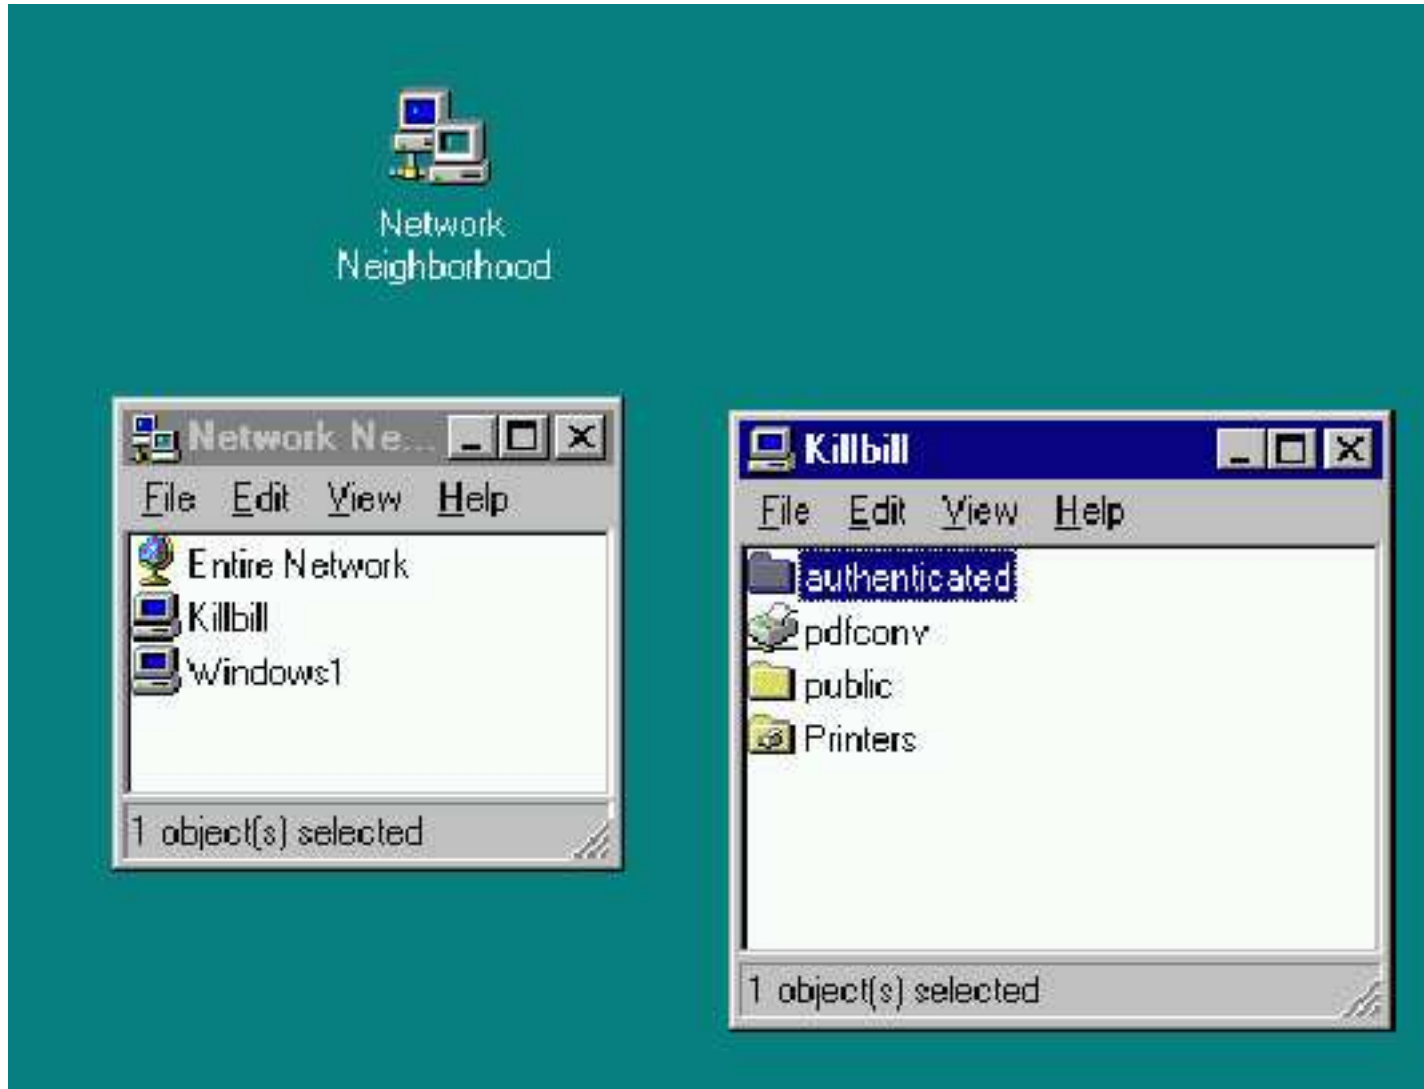 Network
Neighborhood
Network Ne...
File Edit View Help
Entire Network
Killbill
Windows1
1 object(s) selected
Killbill
File Edit View Help
authenticated
pdfconv
public
Printers
1 object(s) selected